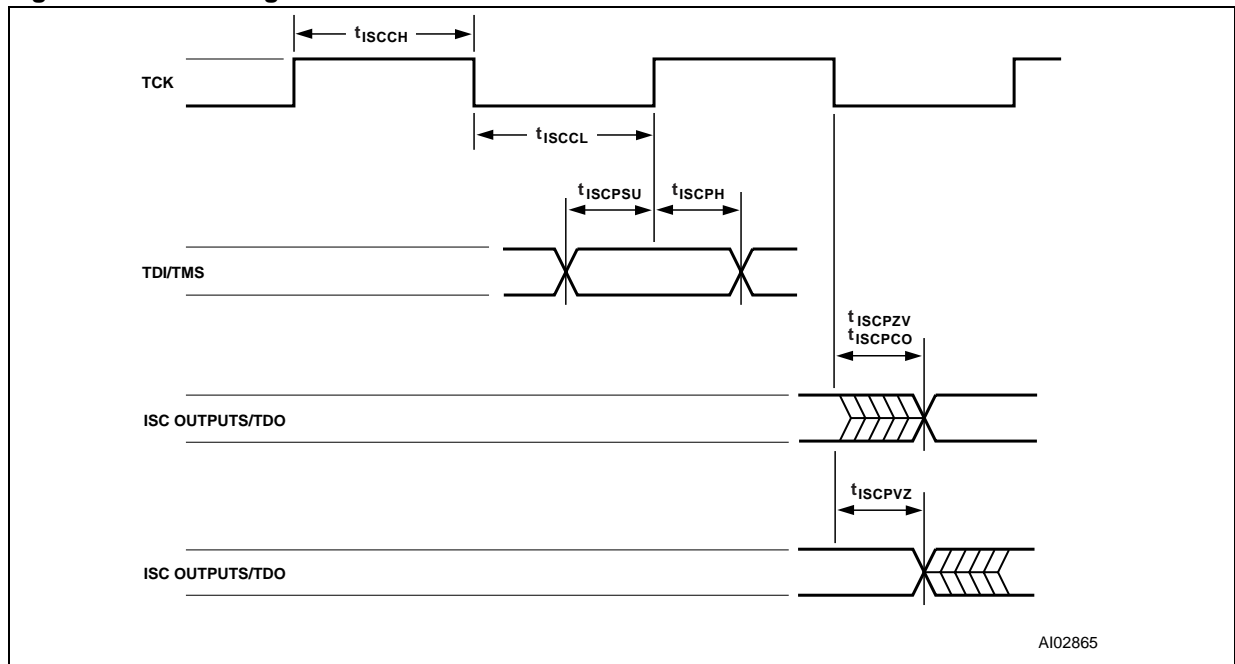 tISCCH
TCK
tISCCL
tISCPSU
tISCPH
TDI/TMS
tISCPZV
tISCPCO
ISC OUTPUTS/TDO
tISCPVZ
ISC OUTPUTS/TDO
AI02865